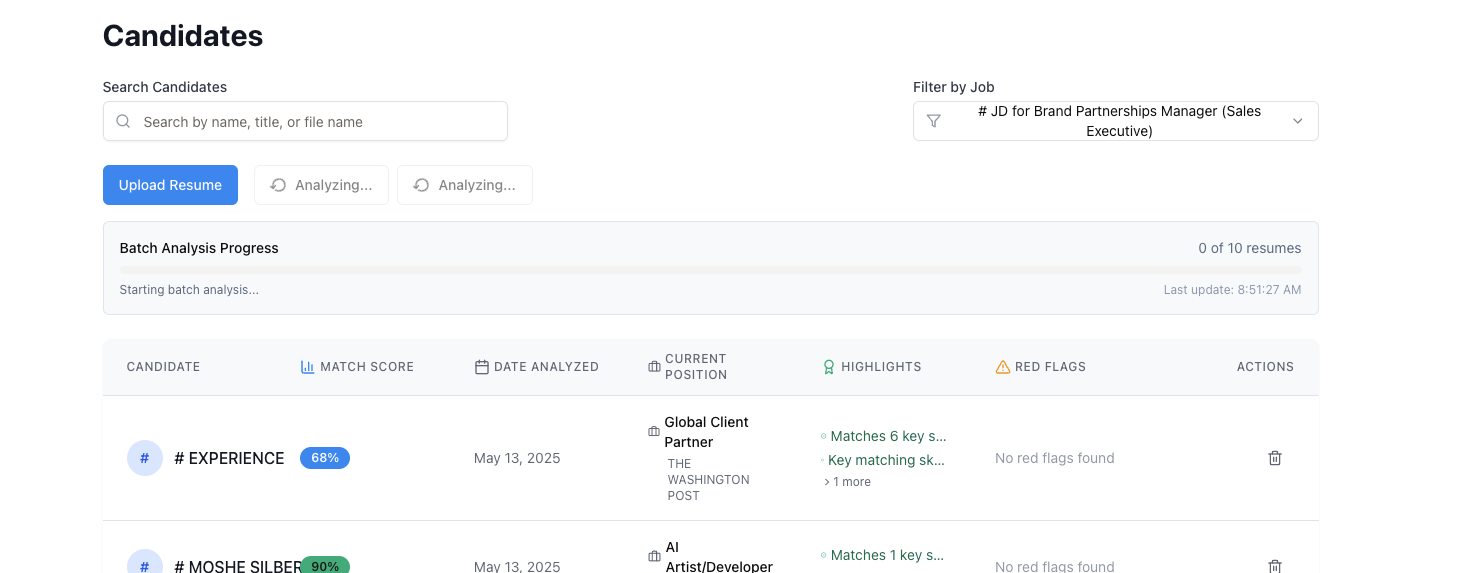 Candidates
Search Candidates
Filter by Job
Search by name, title, or file name
# JD for Brand Partnerships Manager (Sales
Executive)
Upload Resume
Analyzing...
Analyzing...
Batch Analysis Progress
0 of 10 resumes
Starting batch analysis...
Last update: 8:51:27 AM
CANDIDATE
MATCH SCORE
DATE ANALYZED
CURRENT
POSITION
HIGHLIGHTS
RED FLAGS
ACTIONS
#
# EXPERIENCE
68%
May 13, 2025
Global Client
Partner
THE
WASHINGTON
POST
Matches 6 key s...
Key matching sk...
1 more
No red flags found
#
# MOSHE SILBER
90%
May 13, 2025
AI
Artist/Developer
Matches 1 key s...
No red flags found